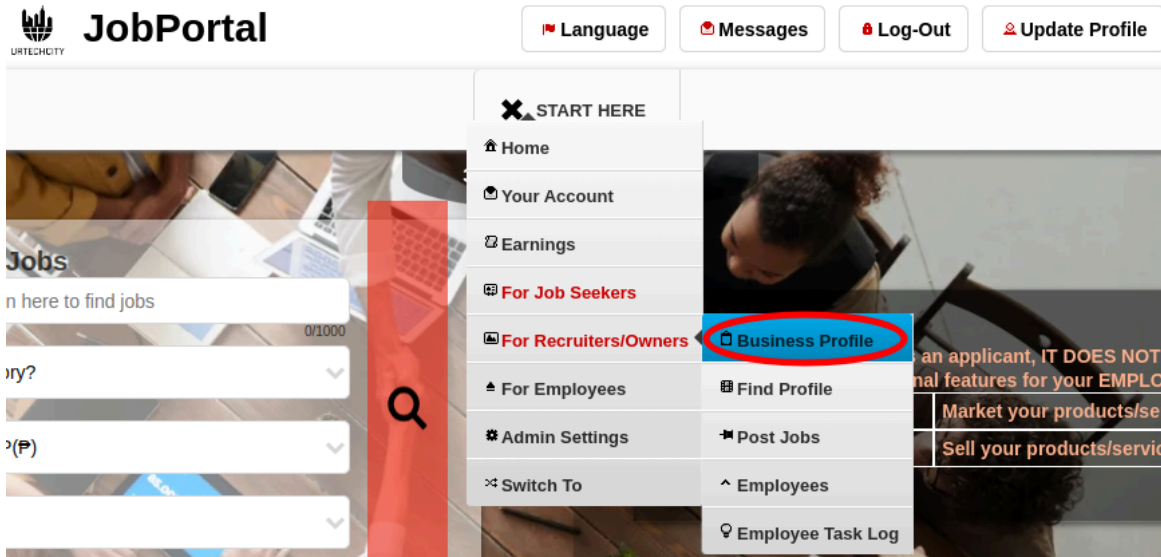 JobPortal
URTECHCITY
Language
Messages
Log-Out
Update Profile
START HERE
Home
Your Account
Earnings
For Job Seekers
For Recruiters/Owners
For Employees
Admin Settings
Switch To
Business Profile
Find Profile
Post Jobs
Employees
Employee Task Log
Jobs
n here to find jobs
0/1000
ory?
P(₱)
an applicant, IT DOES NOT
nal features for your EMPLO
Market your products/se
Sell your products/servic